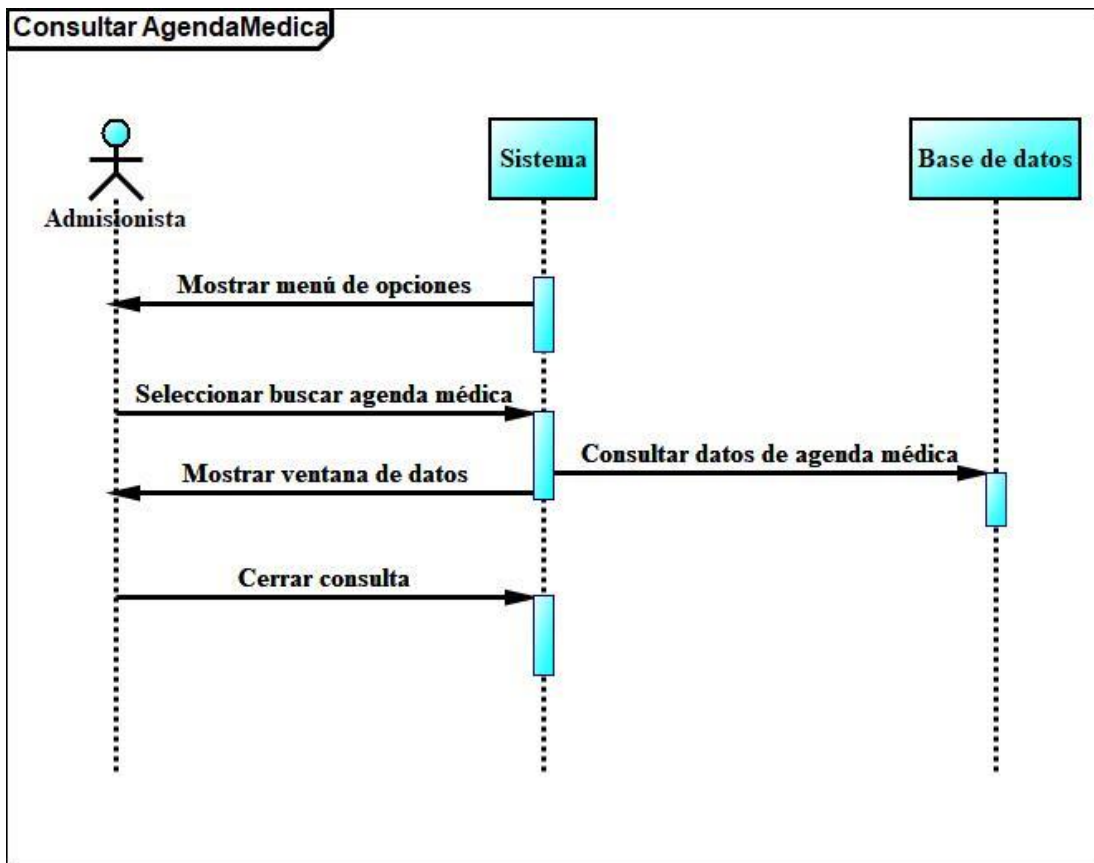 Consultar AgendaMedica
Sistema
Base de datos
Admisionista
Mostrar menú de opciones
Seleccionar buscar agenda médica
Consultar datos de agenda médica
Mostrar ventana de datos
Cerrar consulta